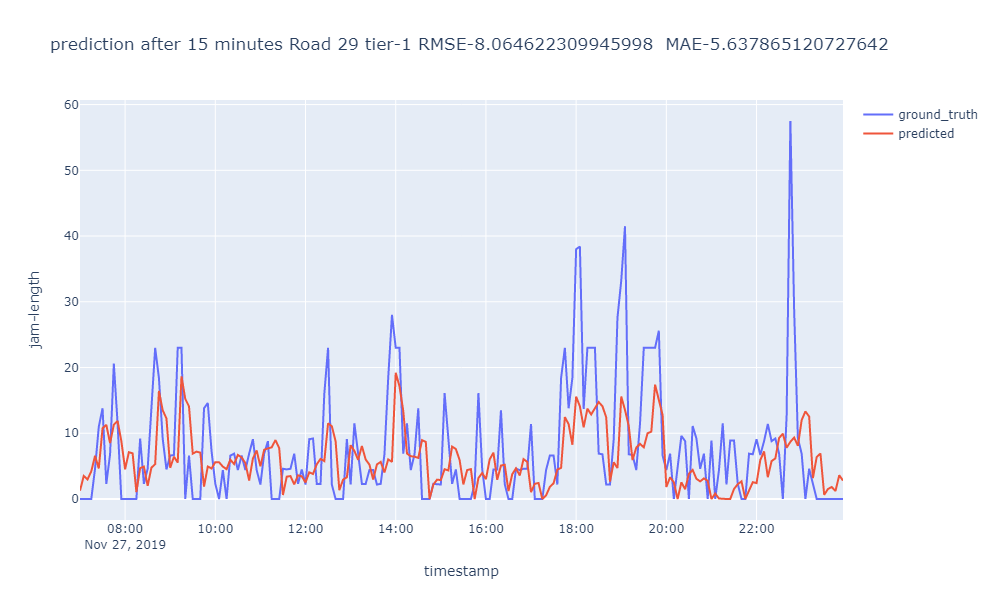 prediction after 15 minutes Road 29 tier-1 RMSE-8.064622309945998  MAE-5.637865120727642
ground_truth
predicted
jam-length
60
50
40
30
20
10
0
08:00 10:00 12:00 14:00 16:00 18:00 20:00 22:00
Nov 27, 2019
timestamp